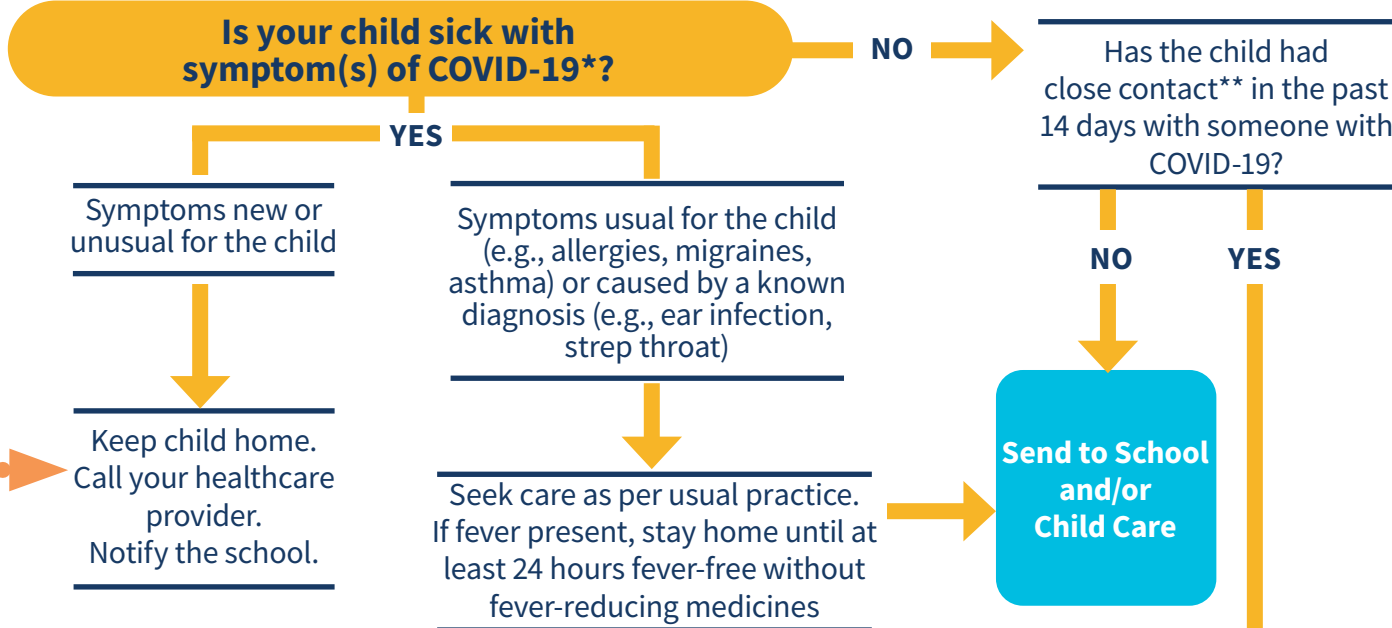 Is your child sick with
symptom(s) of COVID-19*?
NO
Has the child had
close contact** in the past
14 days with someone with
COVID-19?
YES
Symptoms new or
unusual for the child
Symptoms usual for the child
(e.g., allergies, migraines,
asthma) or caused by a known
diagnosis (e.g., ear infection,
strep throat)
NO
YES
Keep child home.
Call your healthcare
provider.
Notify the school.
Seek care as per usual practice.
If fever present, stay home until at
least 24 hours fever-free without
fever-reducing medicines
Send to School
and/or
Child Care